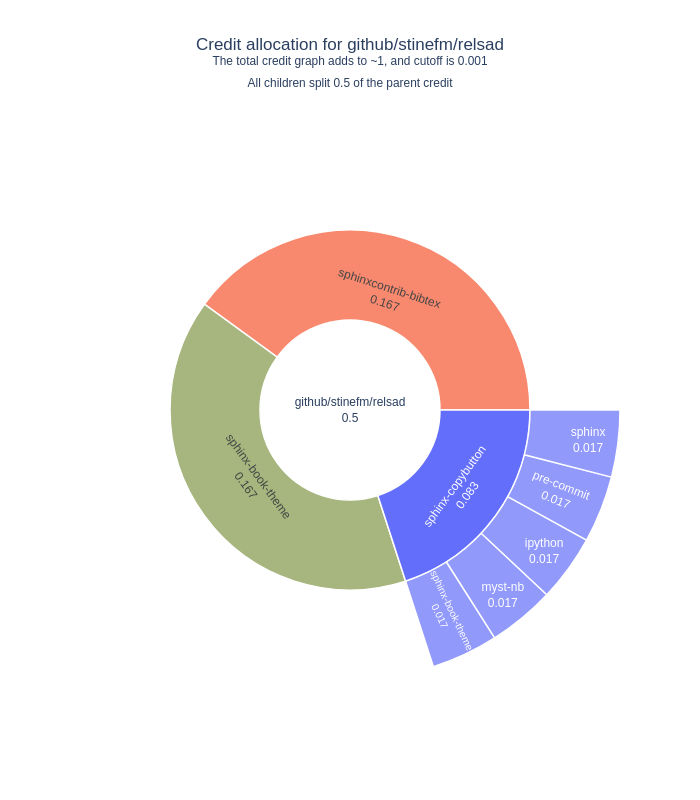 Credit allocation for github/stinefm/relsad
The total credit graph adds to ~1, and cutoff is 0.001
All children split 0.5 of the parent credit
sphinxcontrib-bibtex
0.167
github/stinefm/relsad
0.5
sphinx-book-theme
0.167
sphinx-copybutton
0.083
sphinx
0.017
pre-commit
0.017
ipython
0.017
myst-nb
0.017
sphinx-book-theme
0.017